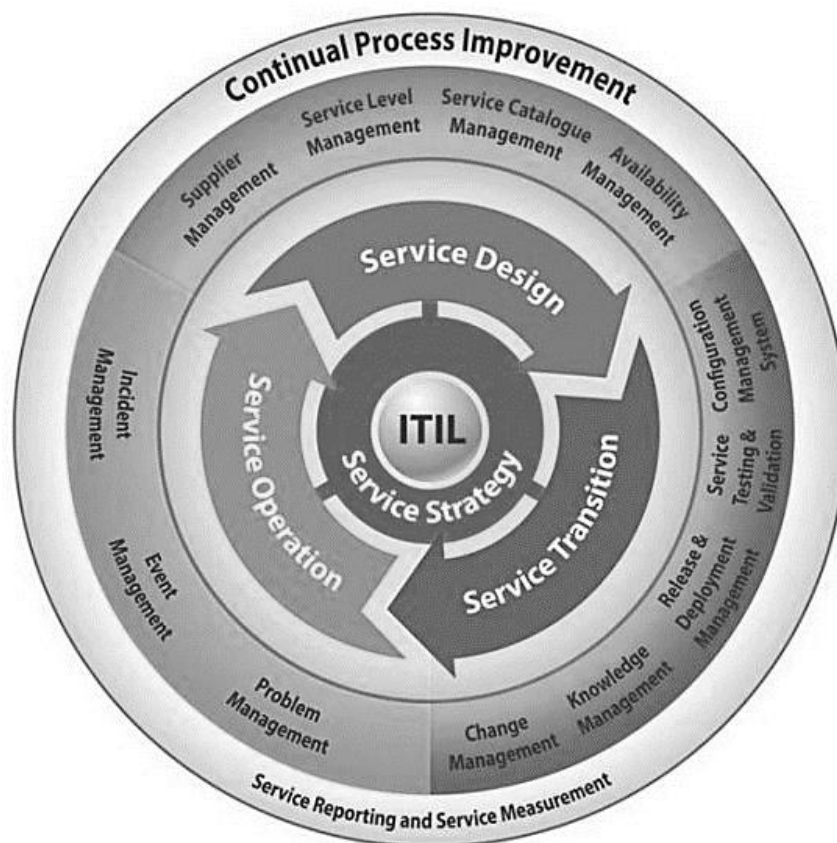 Continual Process Improvement
Supplier
Management
Service Level
Management
Service Catalogue
Management
Availability
Management
Configuration
Management
System
Service
Testing &
Validation
Release &
Deployment
Management
Knowledge
Management
Change
Management
Problem
Management
Event
Management
Incident
Management
Service Design
Service Transition
Service Operation
Service Strategy
ITIL
Service Reporting and Service Measurement